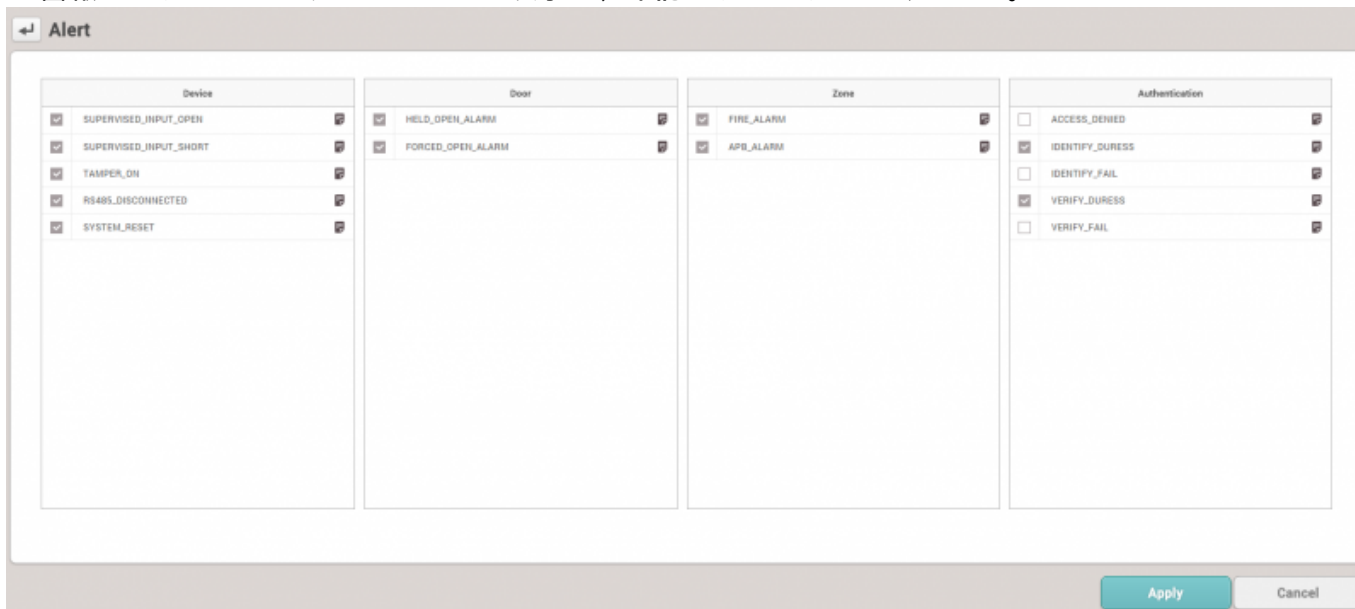 Alert
Device
SUPERVISED_INPUT_OPEN
SUPERVISED_INPUT_SHORT
TAMPER_ON
RS485_DISCONNECTED
SYSTEM_RESET
Door
HELD_OPEN_ALARM
FORCED_OPEN_ALARM
Zone
FIRE_ALARM
APB_ALARM
Authentication
ACCESS_DENIED
IDENTIFY_DURESS
IDENTIFY_FAIL
VERIFY_DURESS
VERIFY_FAIL
Apply
Cancel